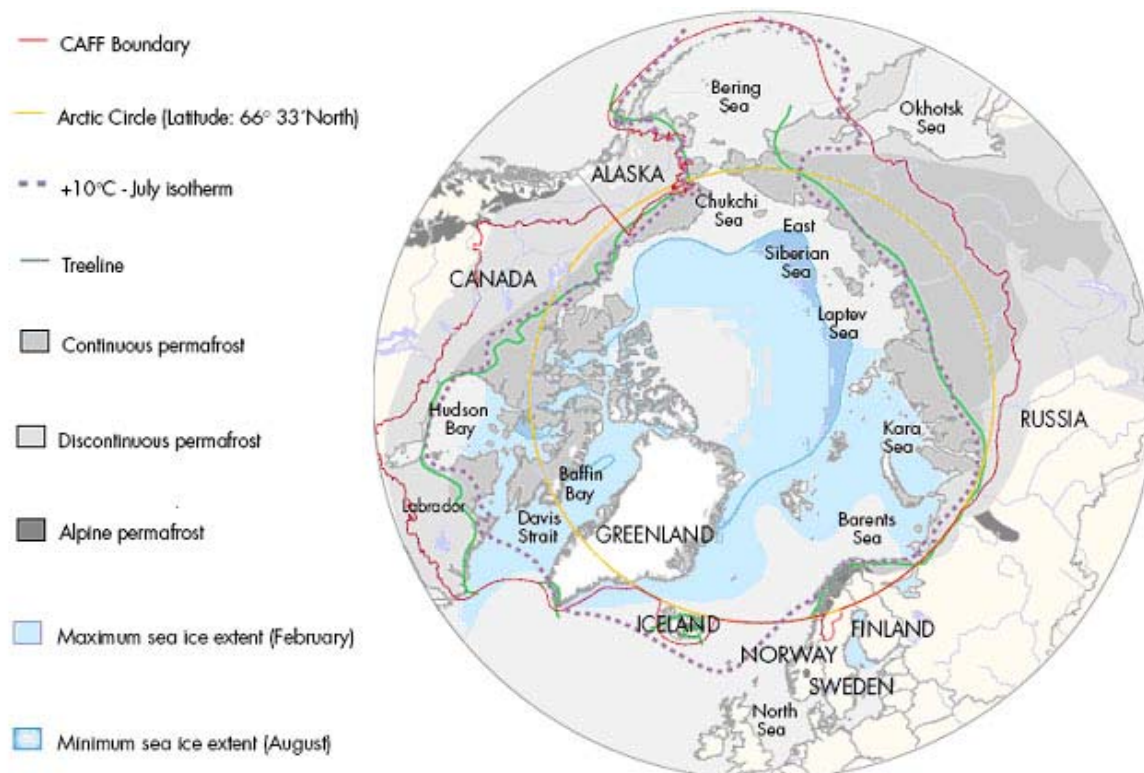 CAFF Boundary
Arctic Circle (Latitude: 66° 33´North)
+10°C - July isotherm
Treeline
Continuous permafrost
Discontinuous permafrost
Alpine permafrost
Maximum sea ice extent (February)
Minimum sea ice extent (August)
Bering
Sea
Okhotsk
Sea
ALASKA
Chukchi
Sea
East
Siberian
Sea
CANADA
Laptev
Sea
Hudson
Bay
RUSSIA
Kara
Sea
Baffin
Bay
Labrador
Davis
Strait
GREENLAND
Barents
Sea
ICELAND
FINLAND
NORWAY
SWEDEN
North
Sea